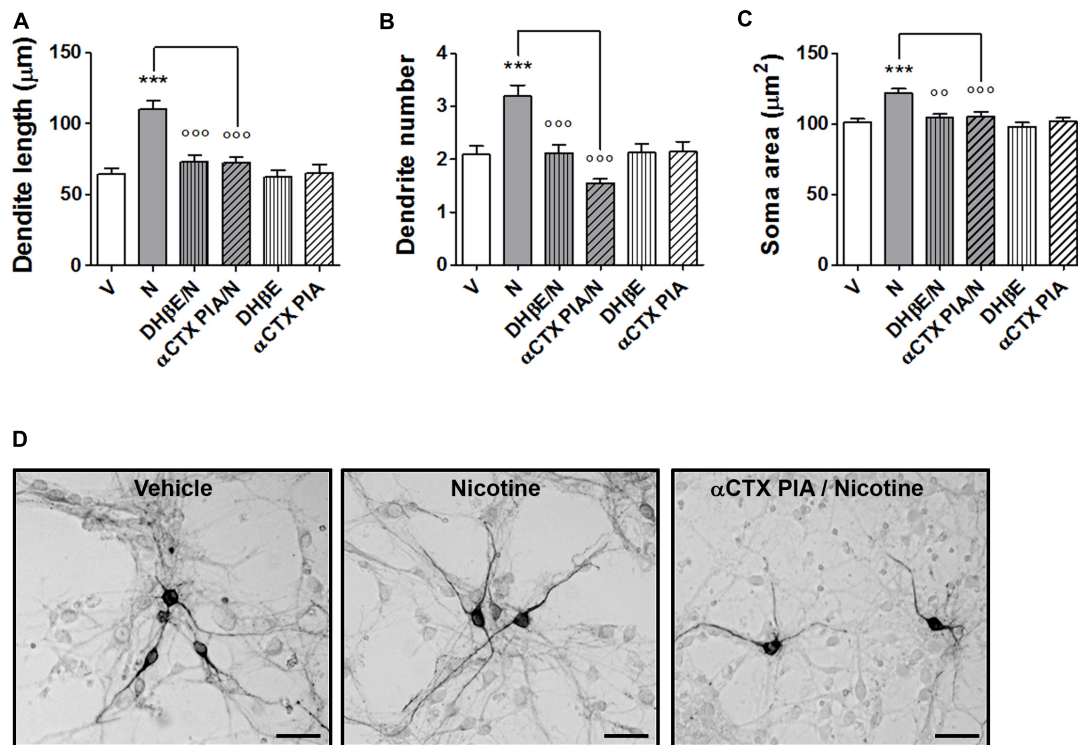 A
Dendite length (μm)
150
100
50
0
***
°°°
°°°
V
N
DHβE/N
αCTX PIA/N
DHβE
αCTX PIA
B
Dendrite number
4
3
2
1
0
***
°°°
°°°
V
N
DHβE/N
αCTX PIA/N
DHβE
αCTX PIA
C
Soma area (μm²)
150
100
50
0
***
°°
°°°
V
N
DHβE/N
αCTX PIA/N
DHβE
αCTX PIA
D
Vehicle
Nicotine
αCTX PIA / Nicotine